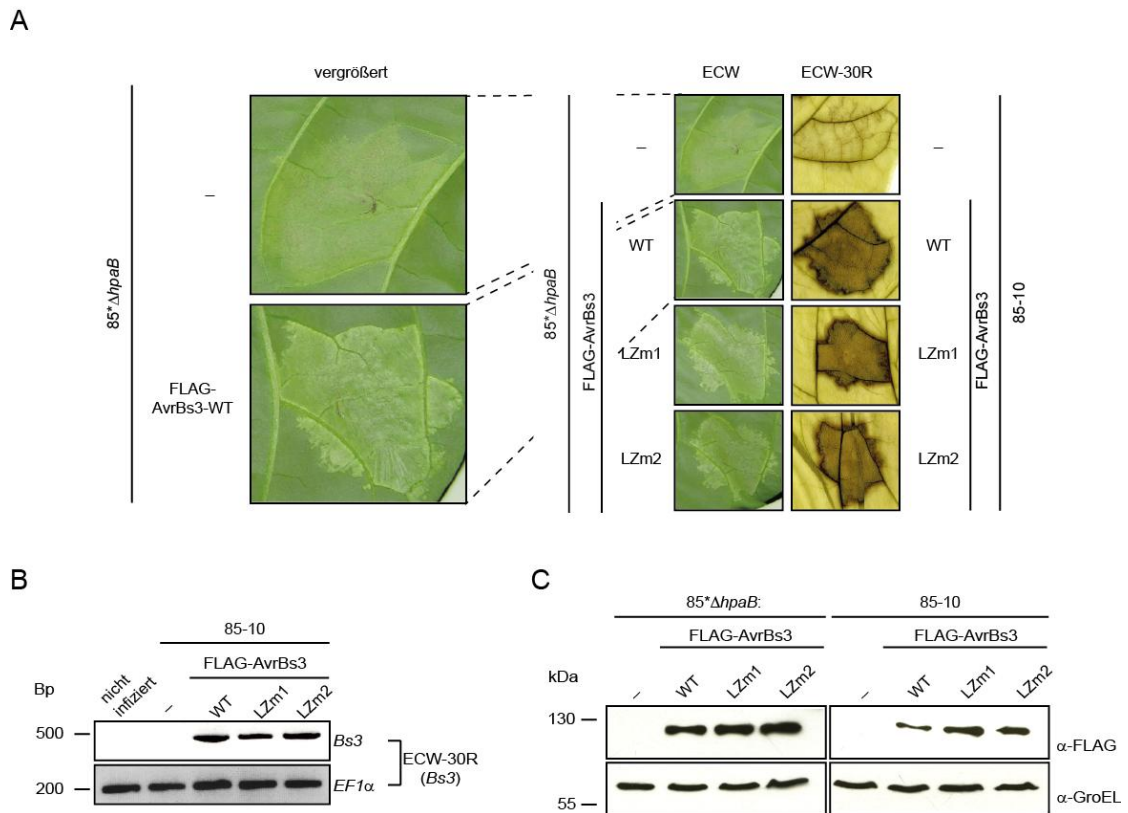 A
vergrößert
ECW
ECW-30R
85*ΔhpaB
–
FLAG-
AvrBs3-WT
85*ΔhpaB
FLAG-AvrBs3
–
WT
LZm1
LZm2
–
WT
LZm1
LZm2
FLAG-AvrBs3
85-10
B
85-10
FLAG-AvrBs3
Bp
nicht
infiziert
–
WT
LZm1
LZm2
500
Bs3
200
EF1α
ECW-30R
(Bs3)
C
85*ΔhpaB:
85-10
FLAG-AvrBs3
FLAG-AvrBs3
kDa
–
WT
LZm1
LZm2
–
WT
LZm1
LZm2
130
α-FLAG
55
α-GroEL